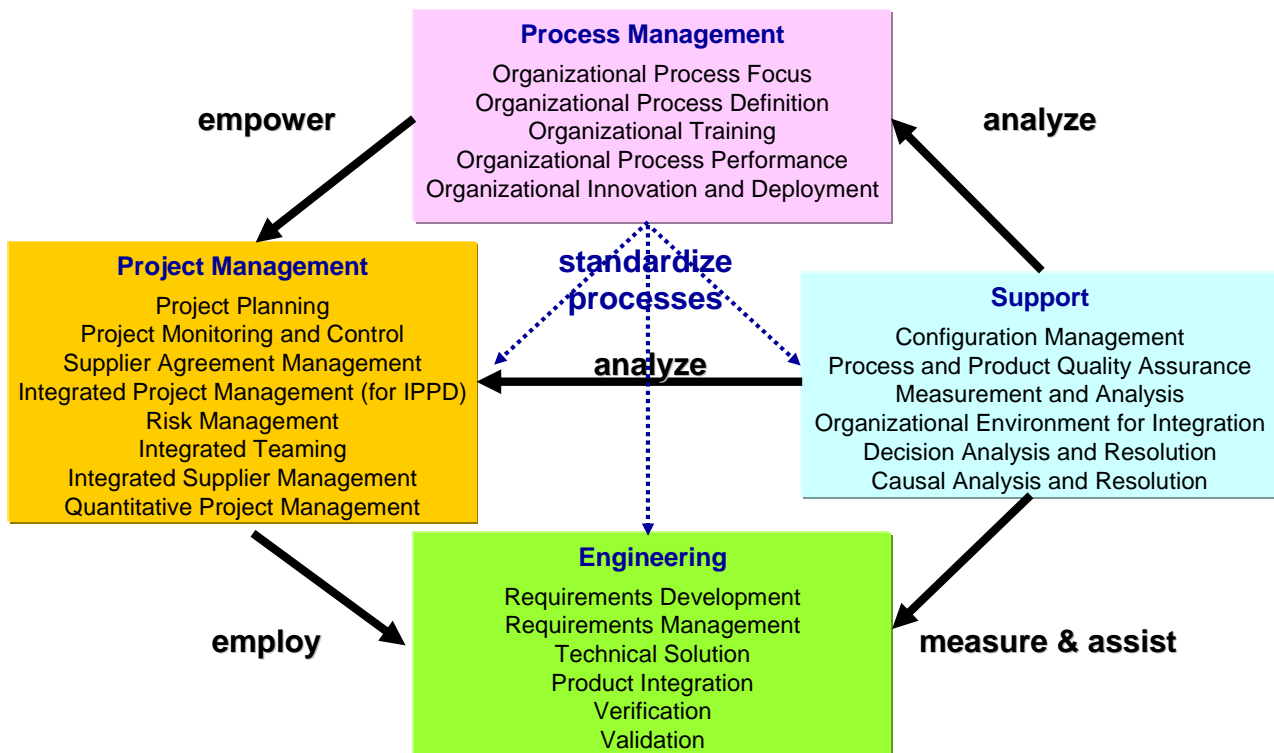 Process Management
Organizational Process Focus
Organizational Process Definition
Organizational Training
Organizational Process Performance
Organizational Innovation and Deployment
empower
analyze
standardize
processes
Project Management
Project Planning
Project Monitoring and Control
Supplier Agreement Management
Integrated Project Management (for IPPD)
Risk Management
Integrated Teaming
Integrated Supplier Management
Quantitative Project Management
analyze
Support
Configuration Management
Process and Product Quality Assurance
Measurement and Analysis
Organizational Environment for Integration
Decision Analysis and Resolution
Causal Analysis and Resolution
employ
Engineering
Requirements Development
Requirements Management
Technical Solution
Product Integration
Verification
Validation
measure & assist